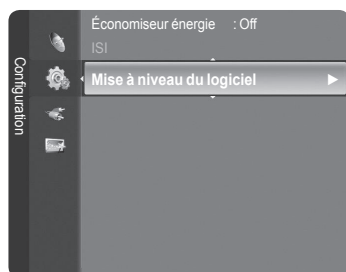 Configuration
Économiseur énergie : Off
ISI
Mise à niveau du logiciel